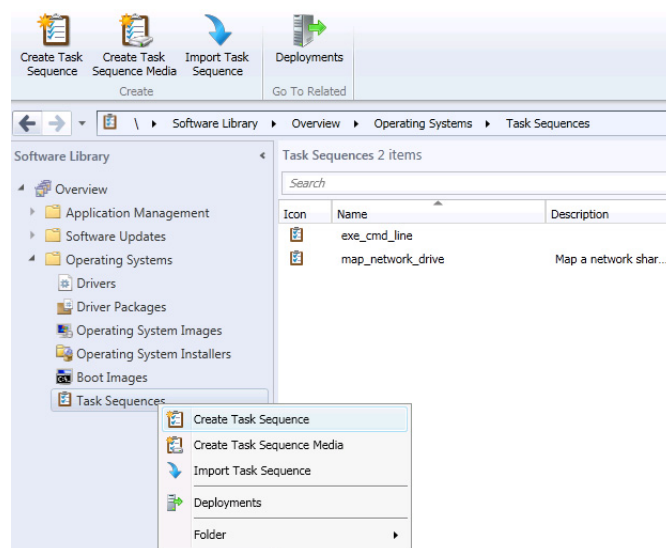 Create Task Sequence
Create Task Sequence Media
Import Task Sequence
Deployments
Create
Go To Related
\ Software Library Overview Operating Systems Task Sequences
Software Library
Overview
Application Management
Software Updates
Operating Systems
Drivers
Driver Packages
Operating System Images
Operating System Installers
Boot Images
Task Sequences
Task Sequences 2 items
Search
Icon Name Description
exe_cmd_line
map_network_drive Map a network shar...
Create Task Sequence
Create Task Sequence Media
Import Task Sequence
Deployments
Folder